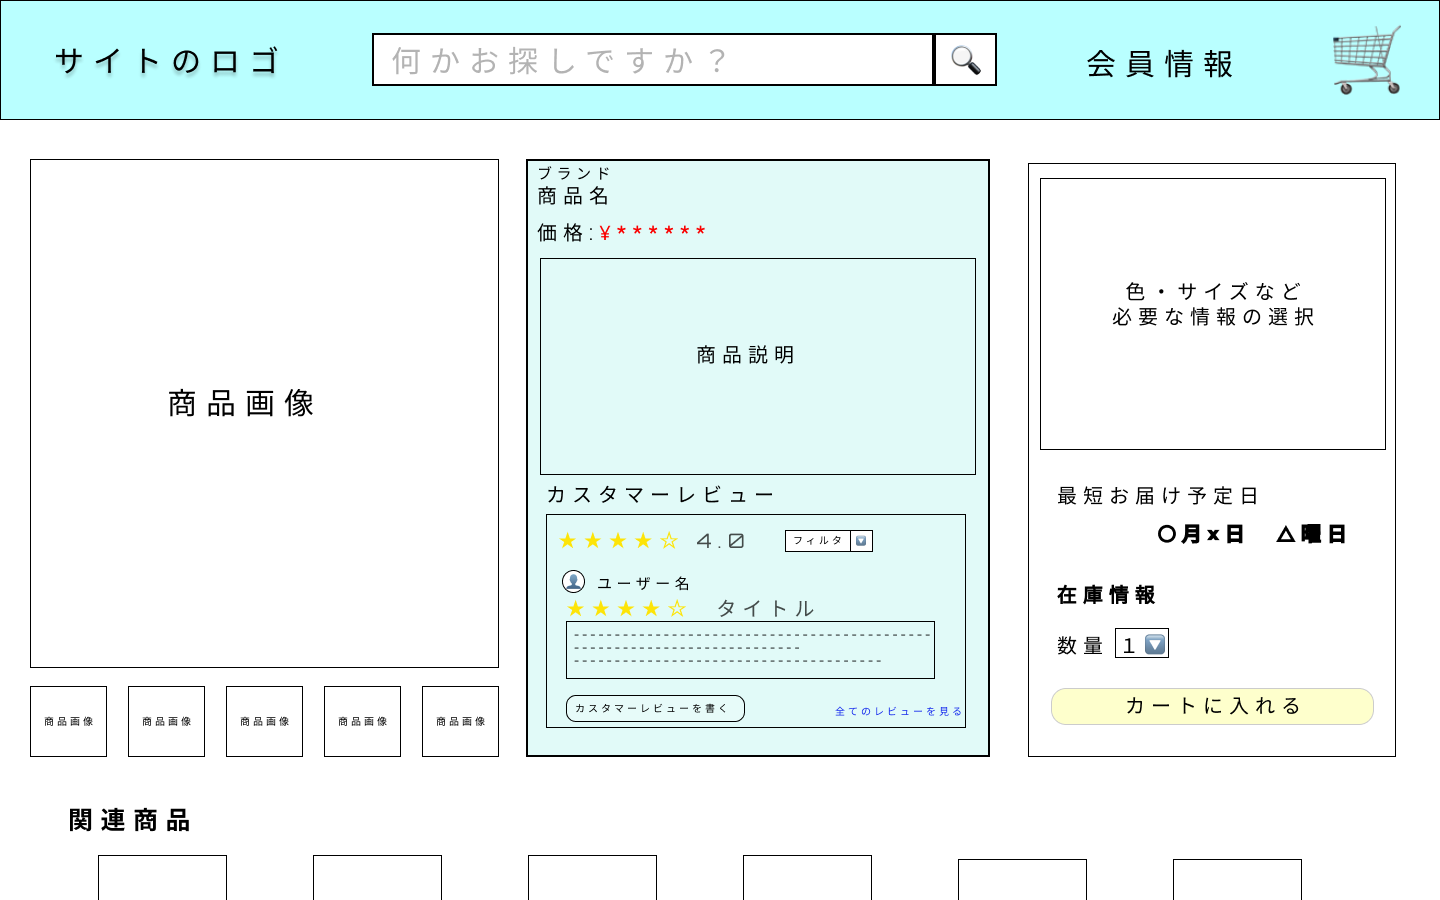 サイトのロゴ
何かお探しですか？
会員情報
商品画像
商品画像
商品画像
商品画像
商品画像
商品画像
ブランド
商品名
価格:¥******
商品説明
カスタマーレビュー
★★★★☆ 4.0
フィルタ
ユーザー名
★★★★☆ タイトル
カスタマーレビューを書く
全てのレビューを見る
色・サイズなど
必要な情報の選択
最短お届け予定日
〇月x日 △曜日
在庫情報
数量 1
カートに入れる
関連商品